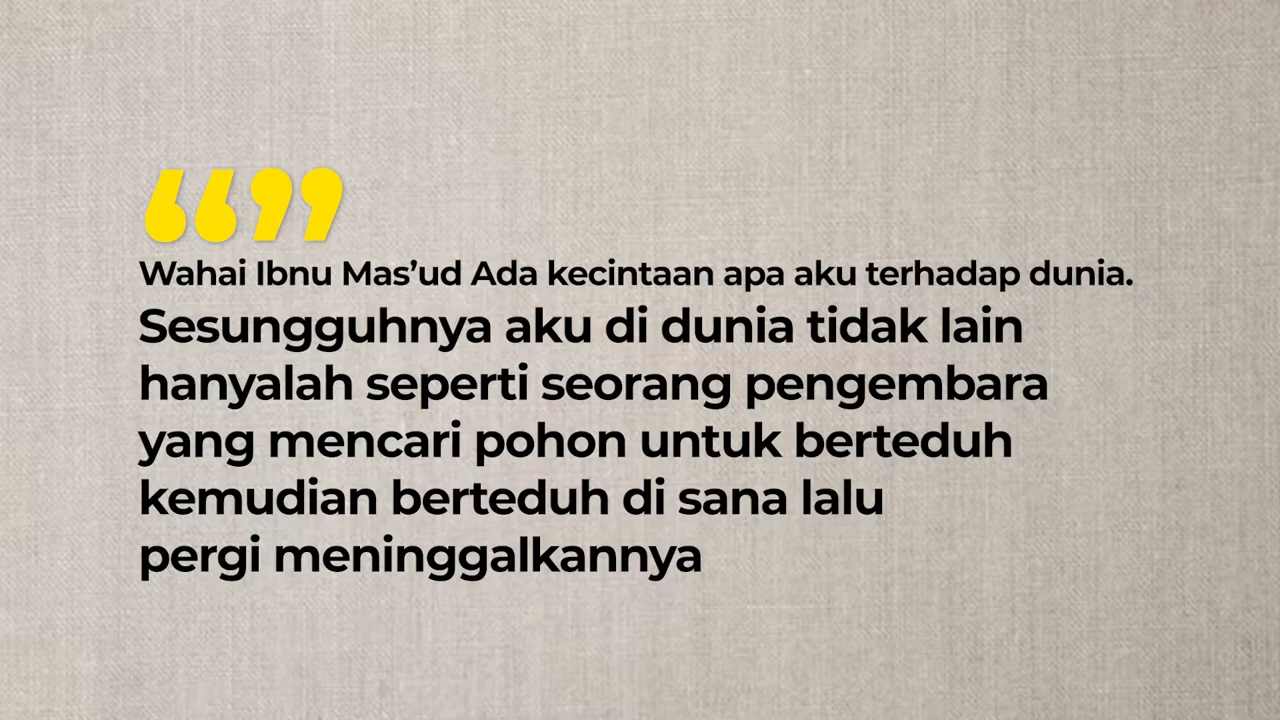 “”
Wahai Ibnu Mas’ud Ada kecintaan apa aku terhadap dunia.
Sesungguhnya aku di dunia tidak lain
hanyalah seperti seorang pengembara
yang mencari pohon untuk berteduh
kemudian berteduh di sana lalu
pergi meninggalkannya